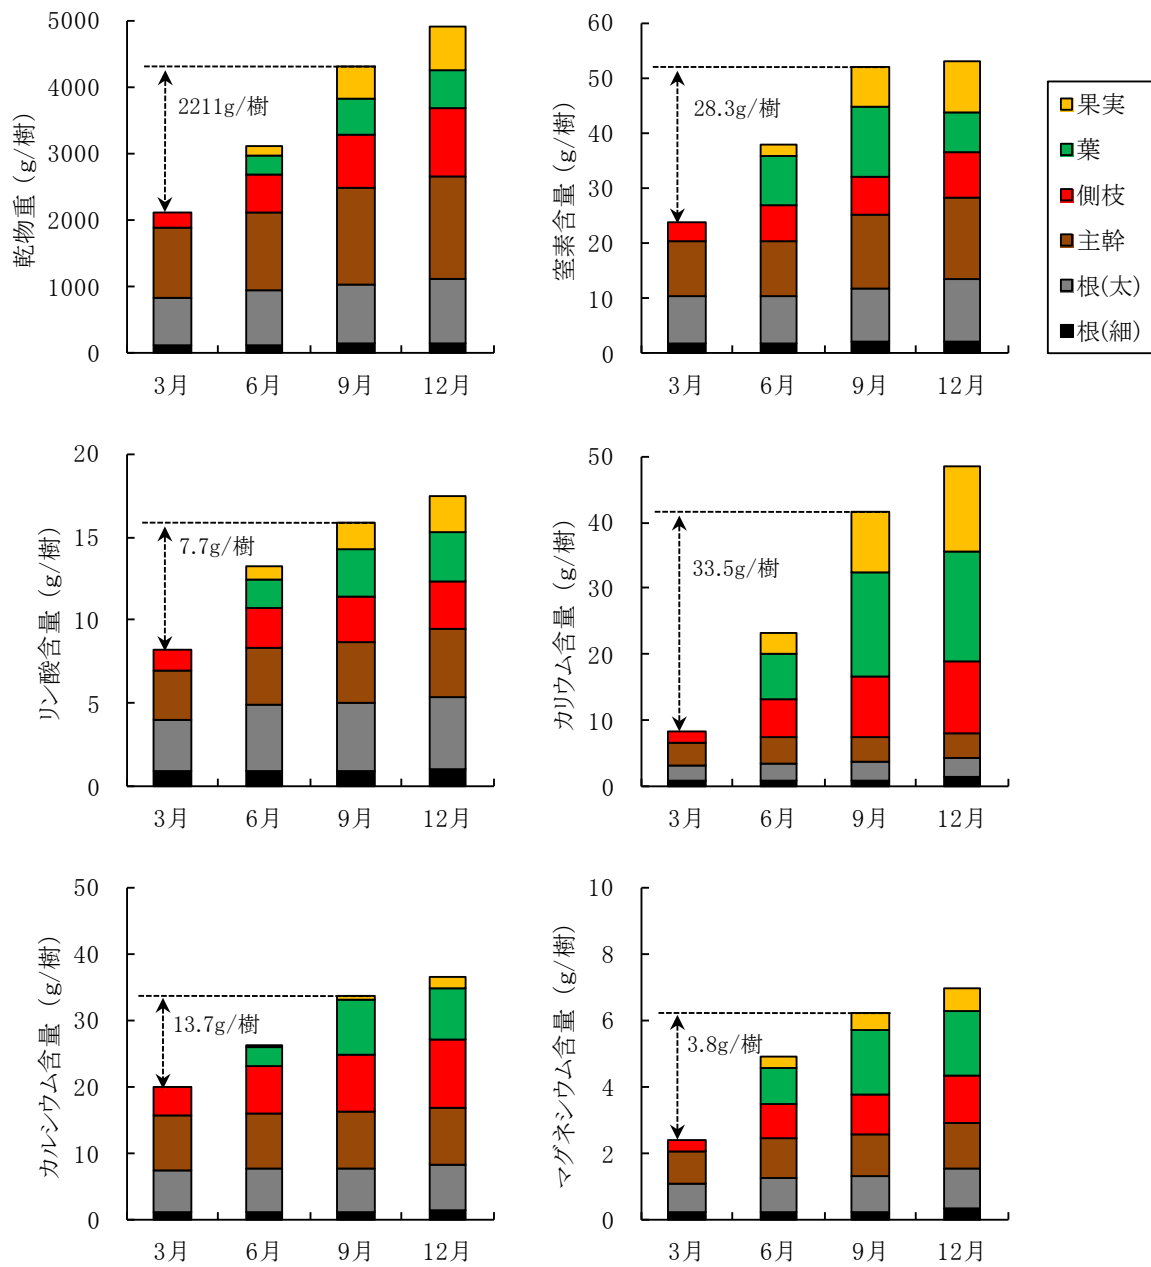 乾物重 (g/樹)
5000
4000
3000
2000
1000
0
2211g/樹
3月 6月 9月 12月
窒素含量 (g/樹)
60
50
40
30
20
10
0
28.3g/樹
3月 6月 9月 12月
果実
葉
側枝
主幹
根(太)
根(細)
リン酸含量 (g/樹)
20
15
10
5
0
7.7g/樹
3月 6月 9月 12月
カリウム含量 (g/樹)
50
40
30
20
10
0
33.5g/樹
3月 6月 9月 12月
カルシウム含量 (g/樹)
50
40
30
20
10
0
13.7g/樹
3月 6月 9月 12月
マグネシウム含量 (g/樹)
10
8
6
4
2
0
3.8g/樹
3月 6月 9月 12月